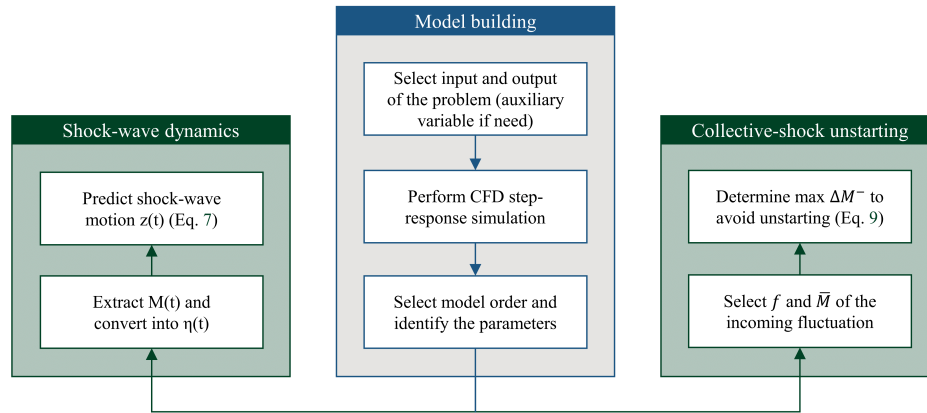 Model building
Select input and output
of the problem (auxiliary
variable if need)
Perform CFD step-
response simulation
Select model order and
identify the parameters
Shock-wave dynamics
Predict shock-wave
motion z(t) (Eq. 7)
Extract M(t) and
convert into η(t)
Collective-shock unstarting
Determine max ΔM⁻ to
avoid unstarting (Eq. 9)
Select f and M̅ of the
incoming fluctuation